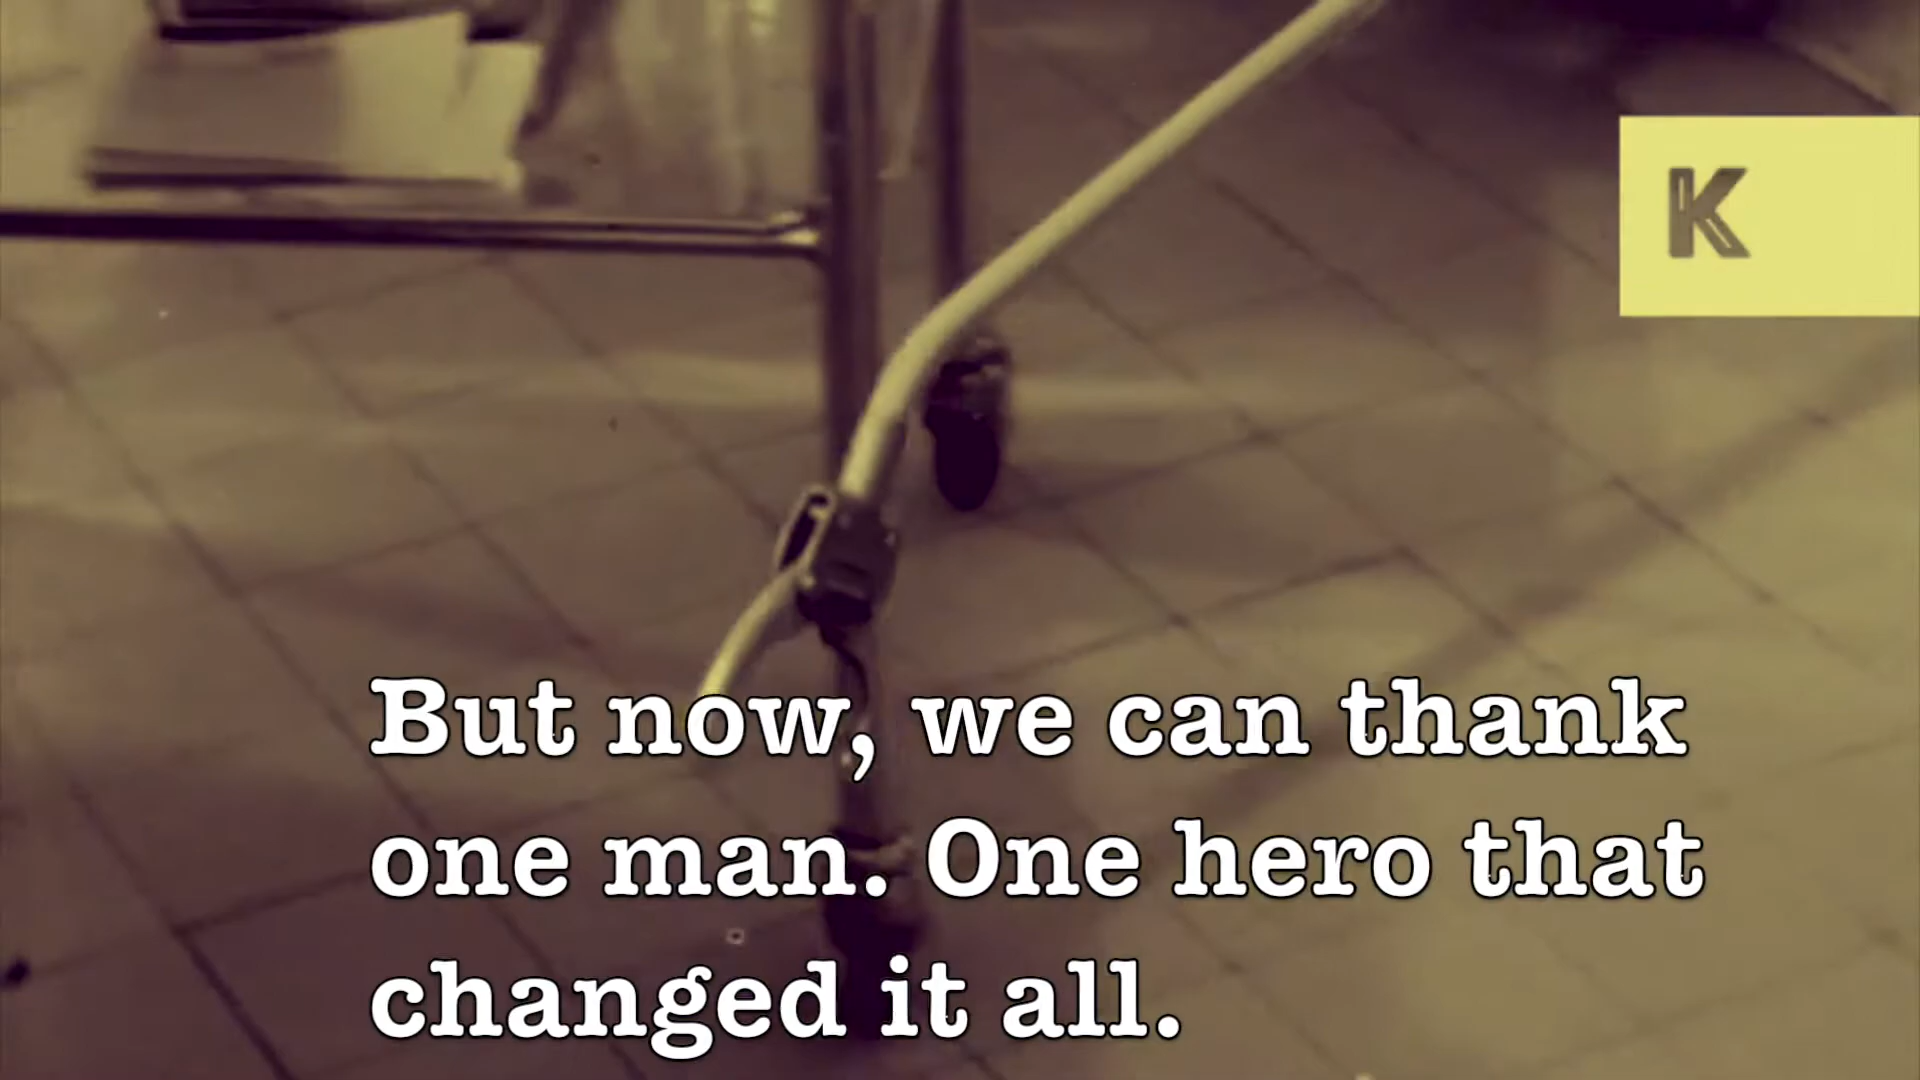 K
But now, we can thank
one man. One hero that
changed it all.